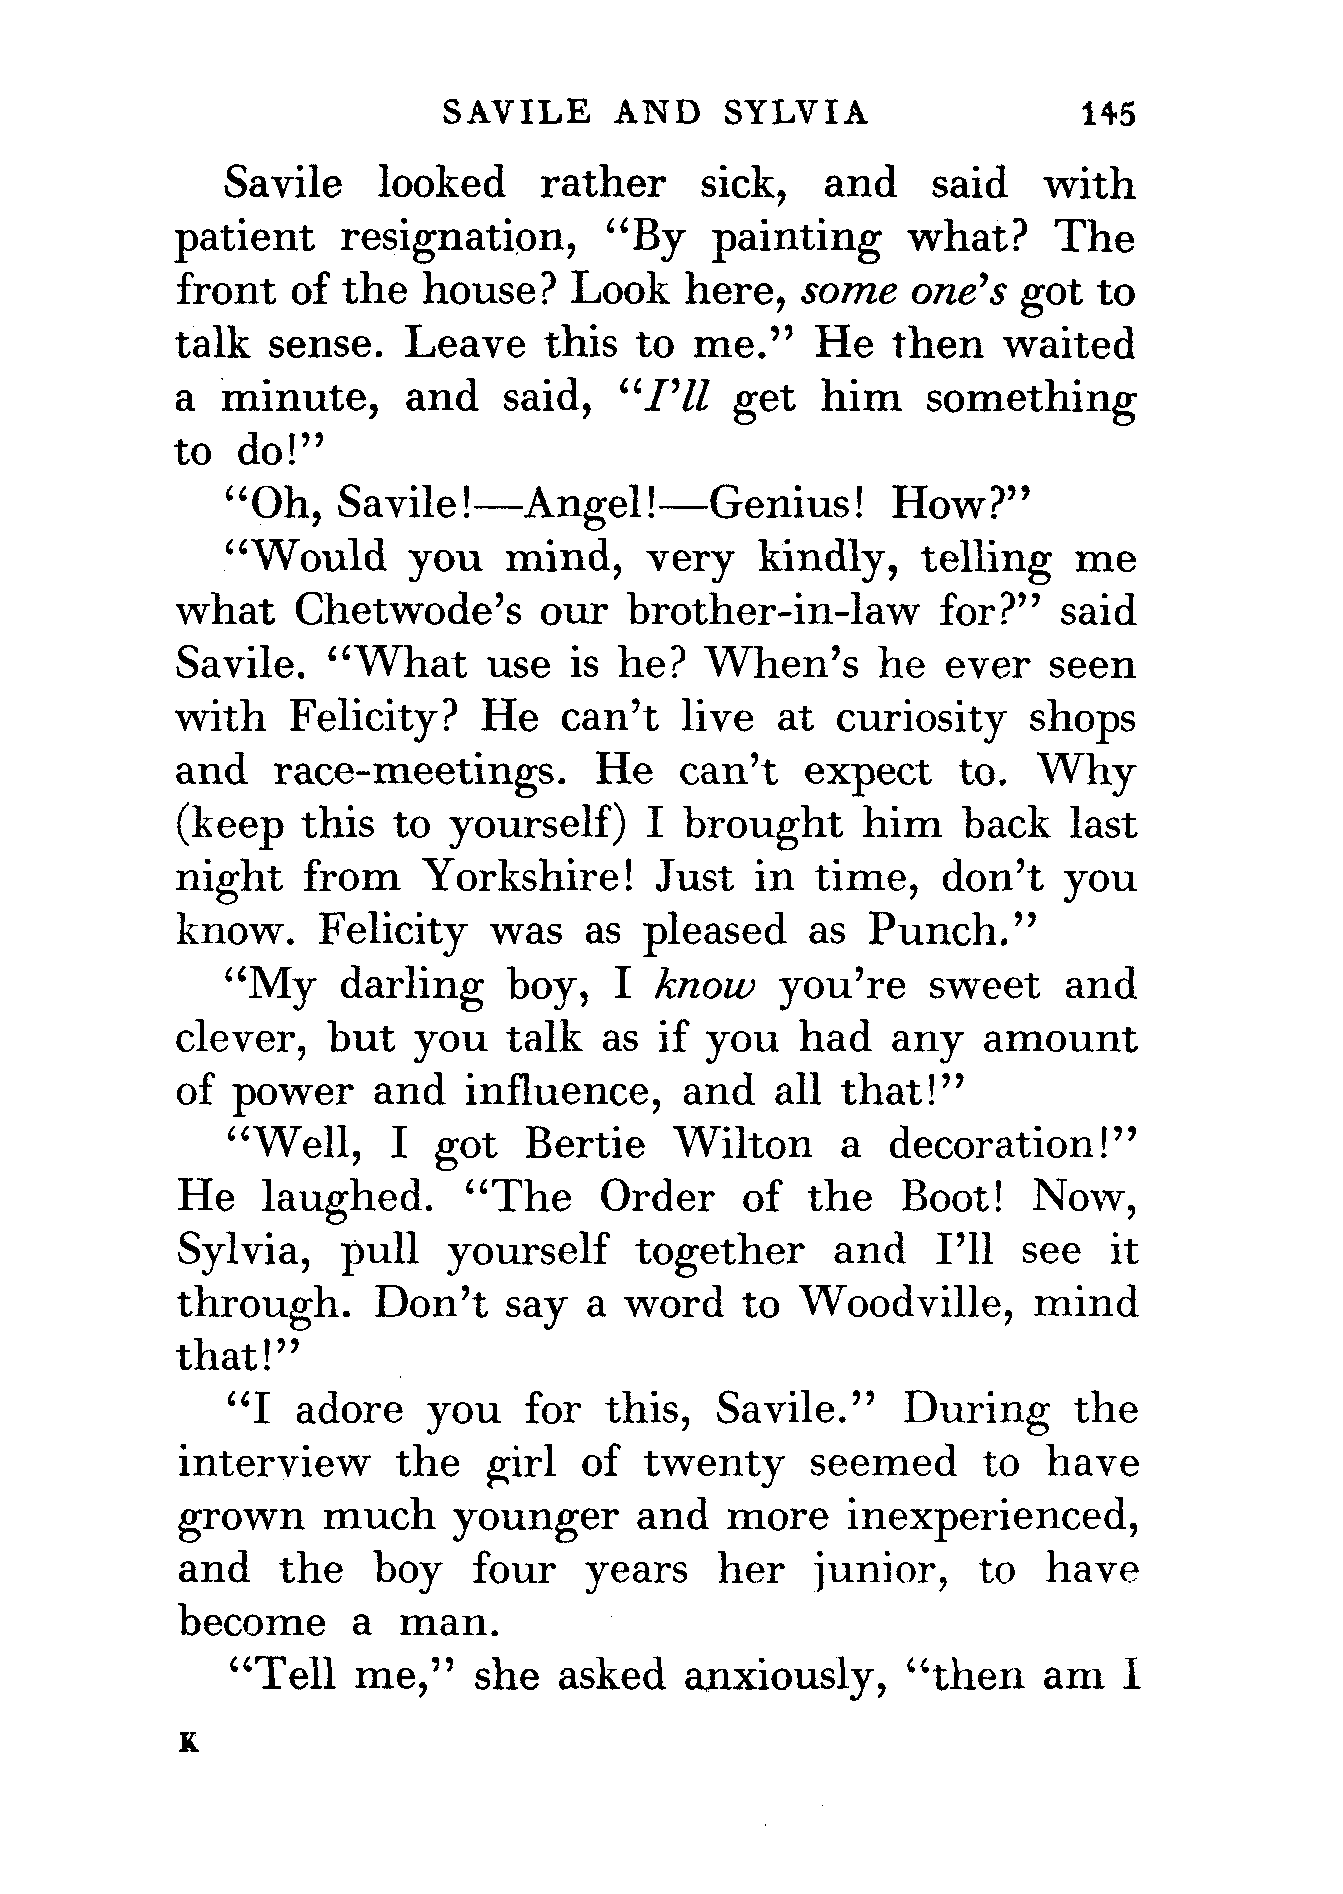 SAVILE AND SYLVIA 145
Savile looked rather sick, and said with
patient resignation, “By painting what? The
front of the house? Look here, some one’s got to
talk sense. Leave this to me.” He then waited
a minute, and said, “I’ll get him something
to do!”
“Oh, Savile!—Angel!—Genius! How?”
“Would you mind, very kindly, telling me
what Chetwode’s our brother-in-law for?” said
Savile. “What use is he? When’s he ever seen
with Felicity? He can’t live at curiosity shops
and race-meetings. He can’t expect to. Why
(keep this to yourself) I brought him back last
night from Yorkshire! Just in time, don’t you
know. Felicity was as pleased as Punch.”
“My darling boy, I know you’re sweet and
clever, but you talk as if you had any amount
of power and influence, and all that!”
“Well, I got Bertie Wilton a decoration!”
He laughed. “The Order of the Boot! Now,
Sylvia, pull yourself together and I’ll see it
through. Don’t say a word to Woodville, mind
that!”
“I adore you for this, Savile.” During the
interview the girl of twenty seemed to have
grown much younger and more inexperienced,
and the boy four years her junior, to have
become a man.
“Tell me,” she asked anxiously, “then am I
K